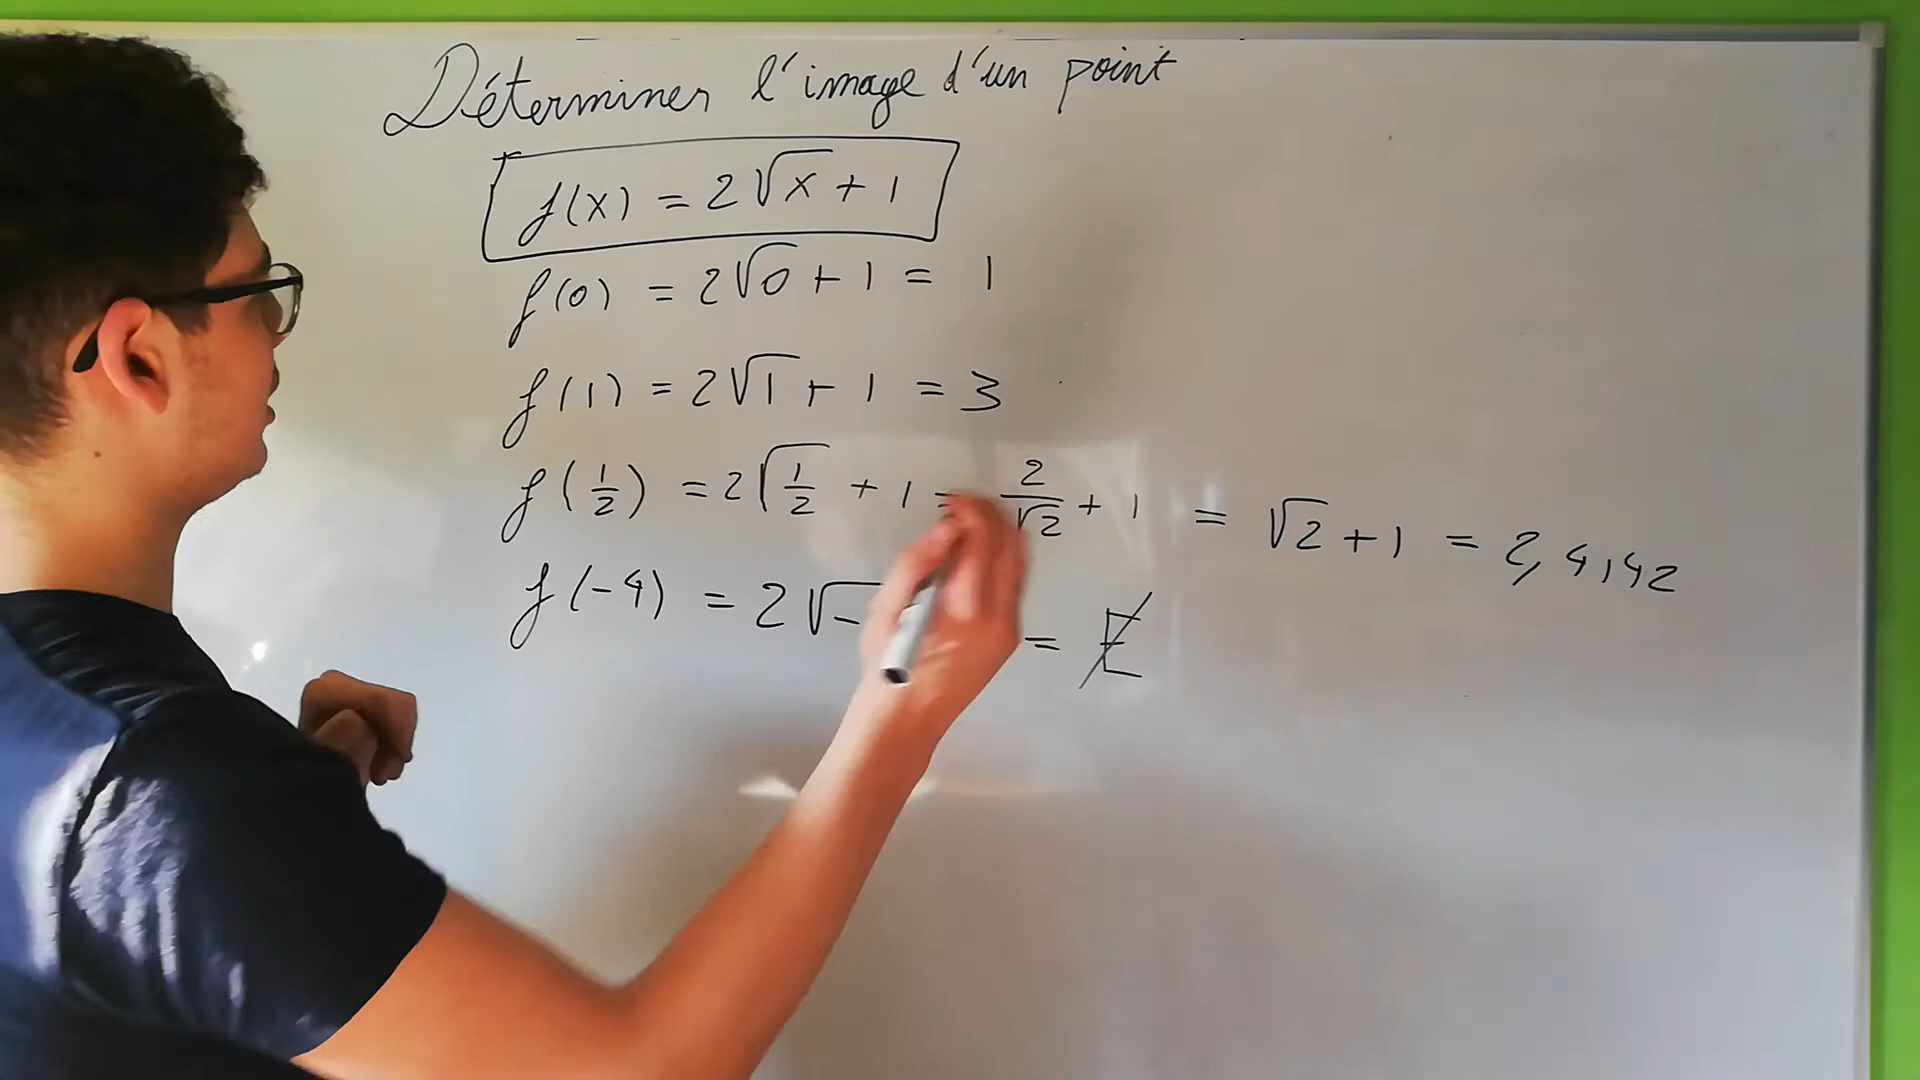 Déterminer l'image d'un point
f(x) = 2√x + 1
f(0) = 2√0 + 1 = 1
f(1) = 2√1 + 1 = 3
f(1/2) = 2√1/2 + 1 = 2/√2 + 1 = √2 + 1 = 2,4142
f(-4) = 2√- = E̸